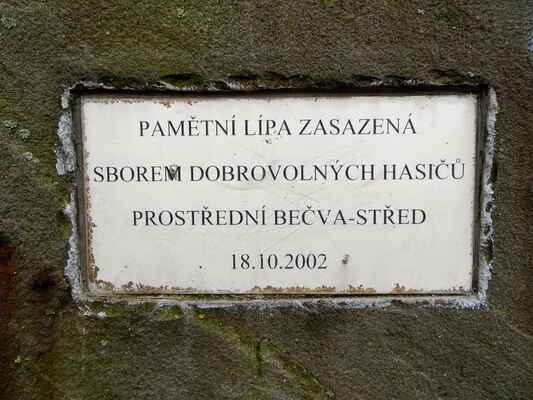 PAMĚTNÍ LÍPA ZASAZENÁ
SBOREM DOBROVOLNÝCH HASIČŮ
PROSTŘEDNÍ BEČVA-STŘED
18.10.2002